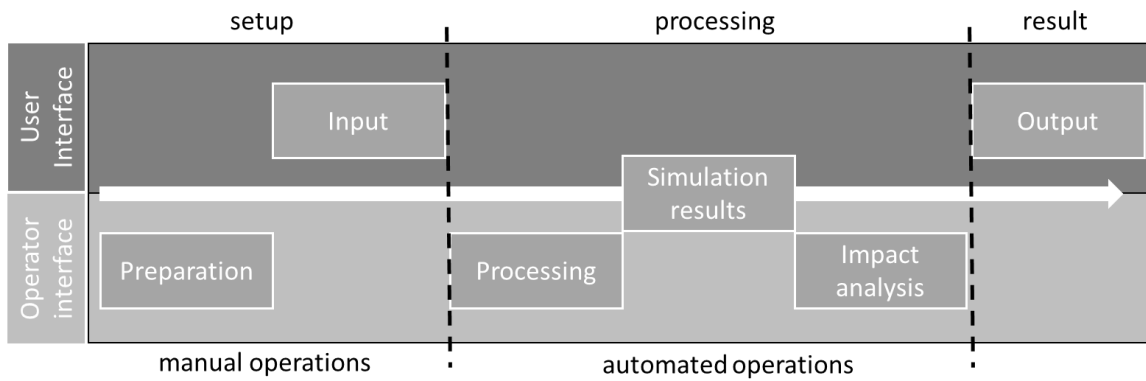 setup
processing
result
User
Interface
Input
Output
Simulation
results
Operator
interface
Preparation
Processing
Impact
analysis
manual operations
automated operations